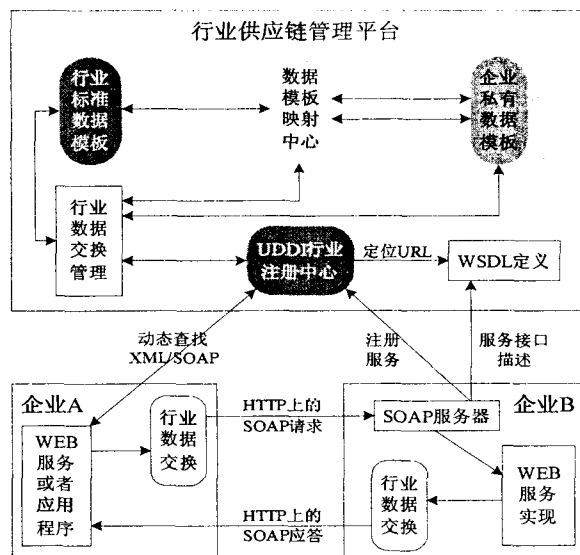 行业供应链管理平台
行业
标准
数据
模板
数据
模板
映射
中心
企业
私有
数据
模板
行业
数据
交换
管理
UDDI行业
注册中心
定位URL
WSDL定义
动态查找
XML/SOAP
注册
服务
服务接口
描述
企业A
WEB
服务
或者
应用
程序
行业
数据
交换
HTTP上的
SOAP请求
SOAP服务器
企业B
行业
数据
交换
WEB
服务
实现
HTTP上的
SOAP应答